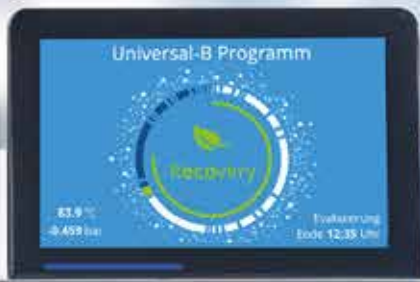 Universal-B Programm
Recovery
83.9 °C
-0.459 bar
Evakuierung
Ende 12:35 Uhr